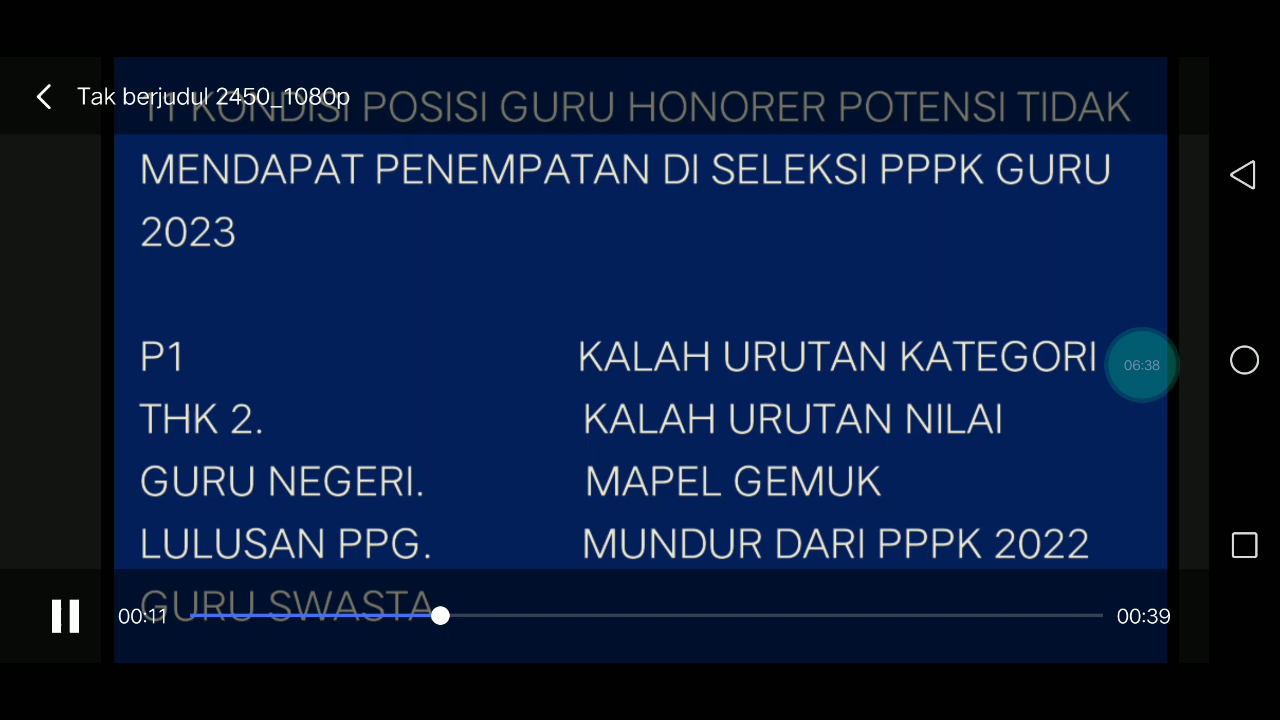 Tak berjudul 2450_1080p
11 KONDISI POSISI GURU HONORER POTENSI TIDAK
MENDAPAT PENEMPATAN DI SELEKSI PPPK GURU
2023
P1 KALAH URUTAN KATEGORI
06:38
THK 2. KALAH URUTAN NILAI
GURU NEGERI. MAPEL GEMUK
LULUSAN PPG. MUNDUR DARI PPPK 2022
GURU SWASTA
00:11 00:39